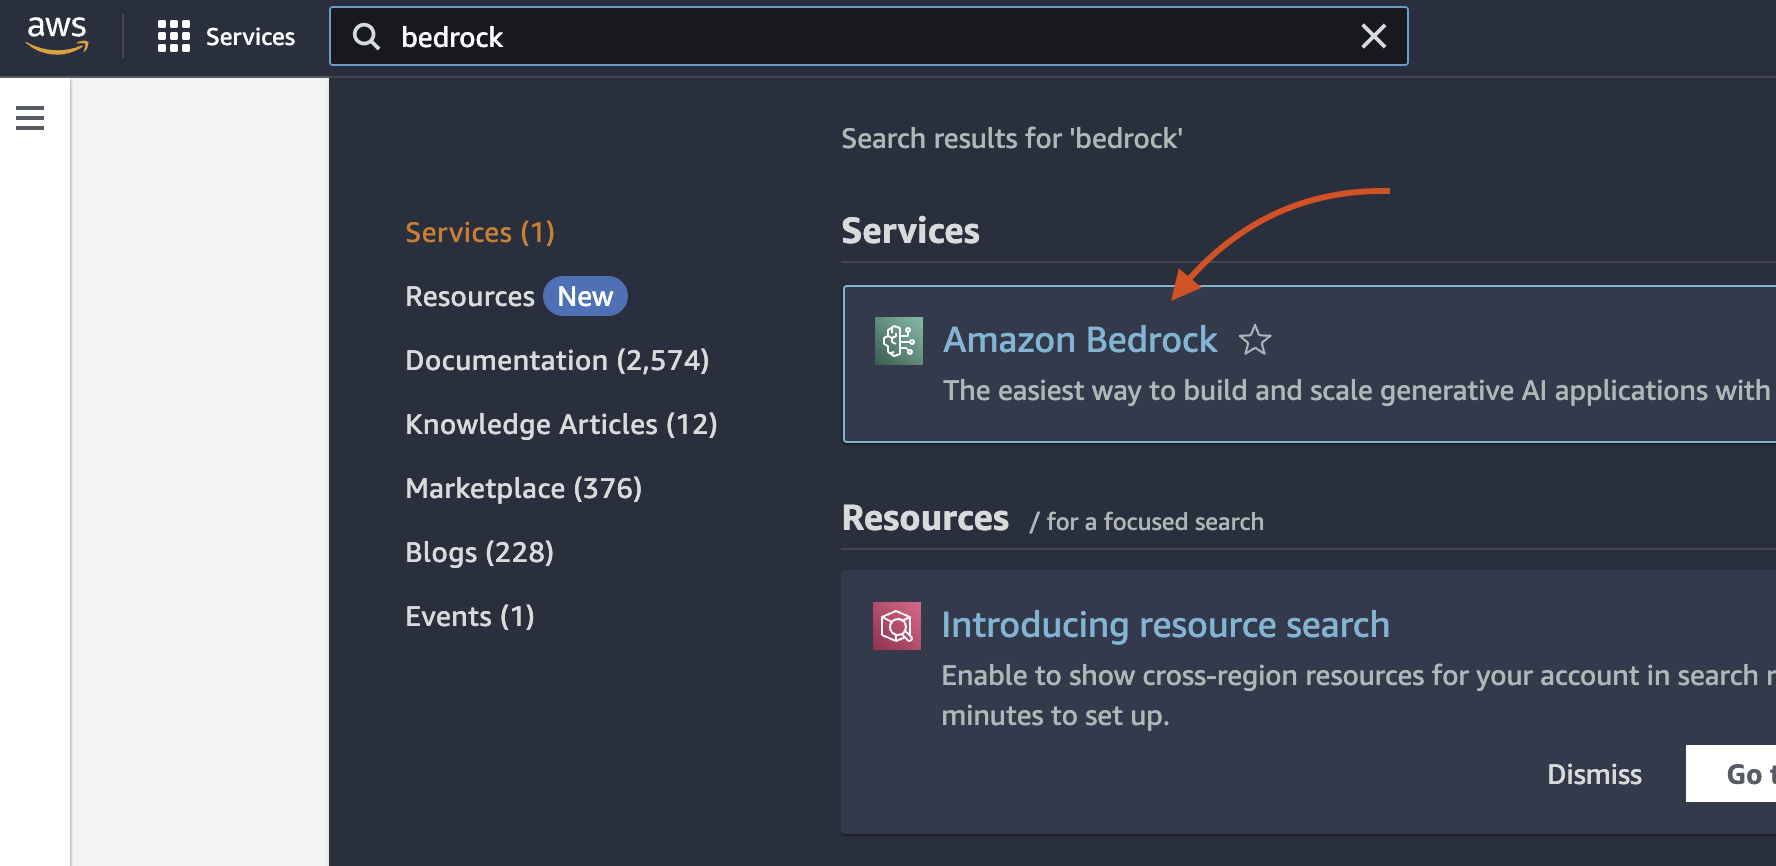 aws
Services
bedrock
Search results for 'bedrock'
Services (1)
Resources New
Documentation (2,574)
Knowledge Articles (12)
Marketplace (376)
Blogs (228)
Events (1)
Services
Amazon Bedrock
The easiest way to build and scale generative AI applications with
Resources / for a focused search
Introducing resource search
Enable to show cross-region resources for your account in search
minutes to set up.
Dismiss
Go